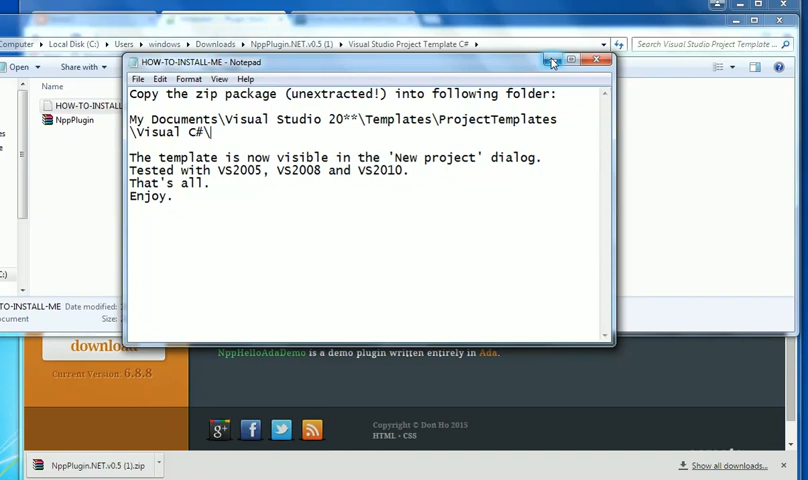 Computer ▸ Local Disk (C:) ▸ Users ▸ windows ▸ Downloads ▸ NppPlugin.NET.v0.5 (1) ▸ Visual Studio Project Template C# ▸
Search Visual Studio Project Template ...
Open
Share with
HOW-TO-INSTALL-ME - Notepad
File Edit Format View Help
Name
HOW-TO-INSTALL
NppPlugin
Copy the zip package (unextracted!) into following folder:
My Documents\Visual Studio 20**\Templates\ProjectTemplates
\Visual C#\
The template is now visible in the 'New project' dialog.
Tested with VS2005, VS2008 and VS2010.
That's all.
Enjoy.
C:)
TO-INSTALL-ME Date modified:
ocument Size:
download
Current Version: 6.8.8
NppHelloAdaDemo is a demo plugin written entirely in Ada.
Copyright © Don Ho 2015
HTML - CSS
NppPlugin.NET.v0.5 (1).zip
Show all downloads...